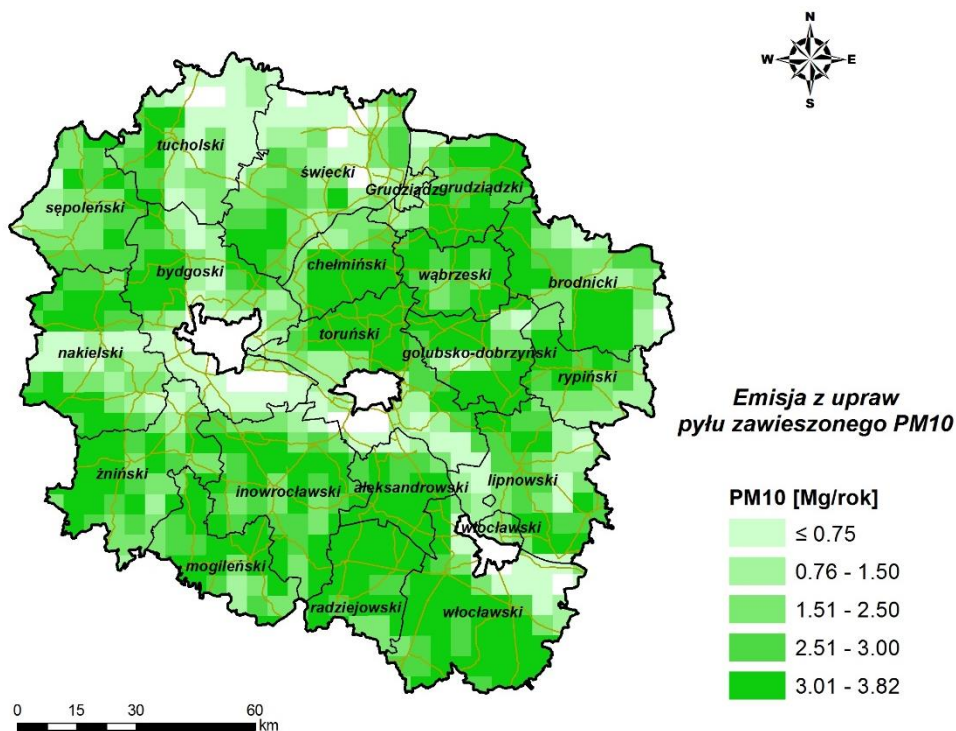 N
W E
S
tucholski
świecki
Grudziądz
grudziądzki
sępoleński
bydgoski
chełmiński
wąbrzeski
brodnicki
nakielski
toruński
golubsko-dobrzyński
rypiński
żniński
inowrocławski
aleksandrowski
lipnowski
włocławski
mogileński
radziejowski
włocławski
Emisja z upraw
pyłu zawieszonego PM10
PM10 [Mg/rok]
≤ 0.75
0.76 - 1.50
1.51 - 2.50
2.51 - 3.00
3.01 - 3.82
0 15 30 60
km